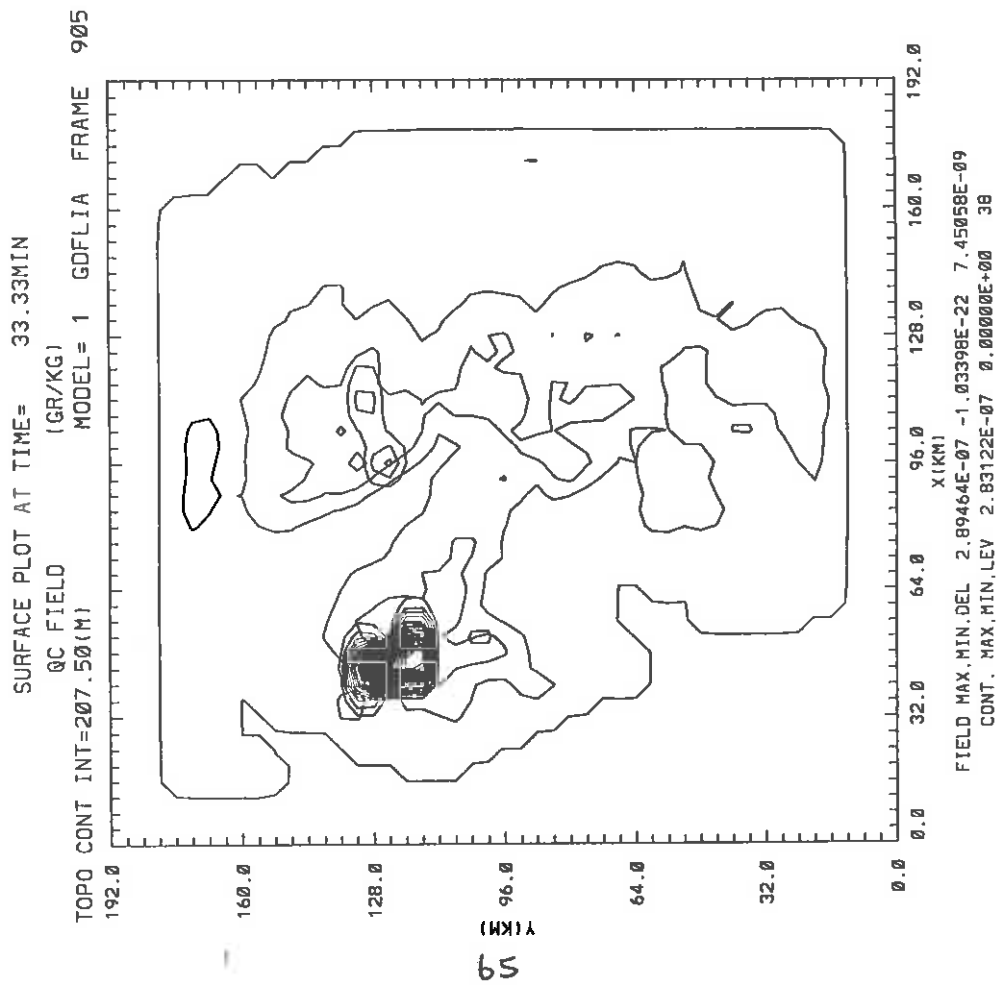 SURFACE PLOT AT TIME= 33.33MIN
QC FIELD (GR/KG)
TOPO CONT INT=207.50(M) MODEL= 1 GDFLIA FRAME 905
192.0
160.0
128.0
96.0
64.0
32.0
0.0
Y(KM)
0.0 32.0 64.0 96.0 128.0 160.0 192.0
X(KM)
FIELD MAX,MIN,DEL 2.89464E-07 -1.03398E-22 7.45058E-09
CONT. MAX,MIN,LEV 2.83122E-07 0.00000E+00 38
59